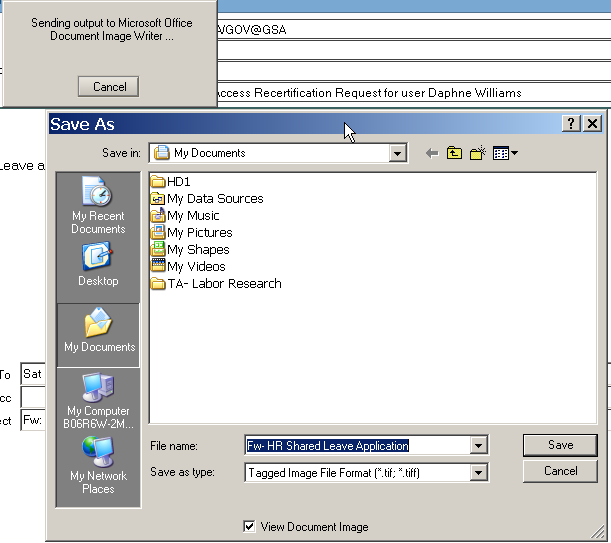 Sending output to Microsoft Office
Document Image Writer ...
Cancel
/GOV@GSA
Access Recertification Request for user Daphne Williams
Save As
Leave a
Save in:
My Documents
My Recent
Documents
Desktop
My Documents
My Computer
B06R6W-2M...
My Network
Places
HD1
My Data Sources
My Music
My Pictures
My Shapes
My Videos
TA- Labor Research
To
Sat
cc
ect
Fw:
File name:
Fw- HR Shared Leave Application
Save
Save as type:
Tagged Image File Format (*.tif; *.tiff)
Cancel
View Document Image